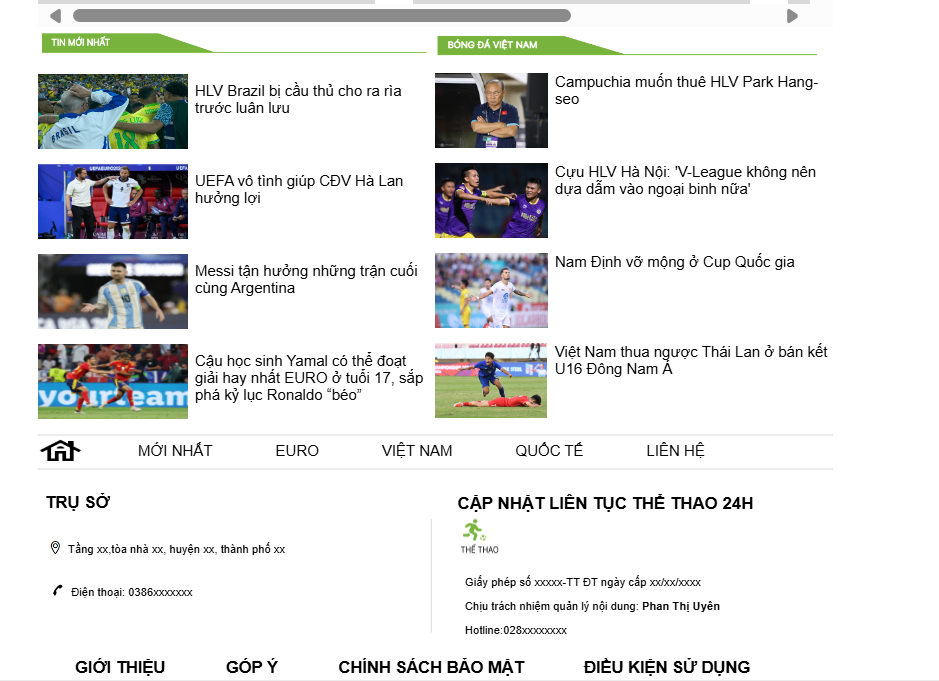 TIN MỚI NHẤT
HLV Brazil bị cầu thủ cho ra rìa
trước luân lưu
UEFA vô tình giúp CĐV Hà Lan
hưởng lợi
Messi tận hưởng những trận cuối
cùng Argentina
Cậu học sinh Yamal có thể đoạt
giải hay nhất EURO ở tuổi 17, sắp
phá kỷ lục Ronaldo “béo”
BÓNG ĐÁ VIỆT NAM
Campuchia muốn thuê HLV Park Hang-
seo
Cựu HLV Hà Nội: 'V-League không nên
dựa dẫm vào ngoại binh nữa'
Nam Định vỡ mộng ở Cup Quốc gia
Việt Nam thua ngược Thái Lan ở bán kết
U16 Đông Nam Á
BRASIL
yourteam
MỚI NHẤT EURO VIỆT NAM QUỐC TẾ LIÊN HỆ
TRỤ SỞ
Tầng xx,tòa nhà xx, huyện xx, thành phố xx
Điện thoại: 0386xxxxxxx
CẬP NHẬT LIÊN TỤC THỂ THAO 24H
THỂ THAO
Giấy phép số xxxxx-TT ĐT ngày cấp xx/xx/xxxx
Chịu trách nhiệm quản lý nội dung: Phan Thị Uyên
Hotline:028xxxxxxxx
GIỚI THIỆU GÓP Ý CHÍNH SÁCH BẢO MẬT ĐIỀU KIỆN SỬ DỤNG